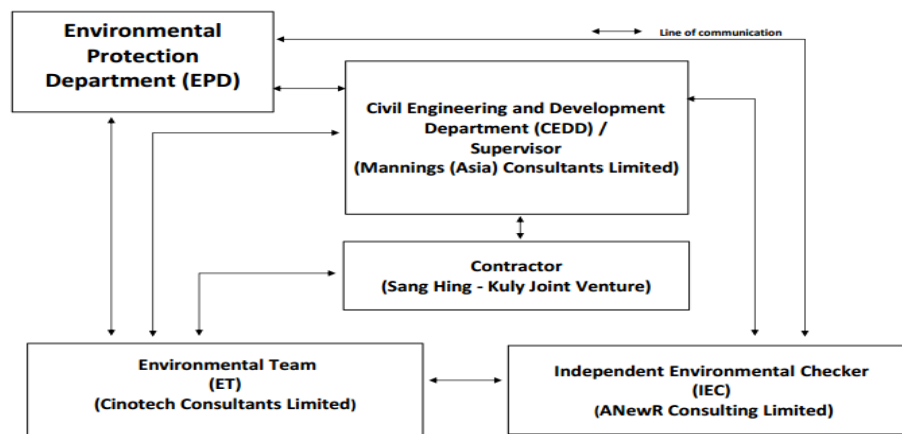 Environmental
Protection
Department (EPD)
Line of communication
Civil Engineering and Development
Department (CEDD) /
Supervisor
(Mannings (Asia) Consultants Limited)
Contractor
(Sang Hing - Kuly Joint Venture)
Environmental Team
(ET)
(Cinotech Consultants Limited)
Independent Environmental Checker
(IEC)
(ANewR Consulting Limited)